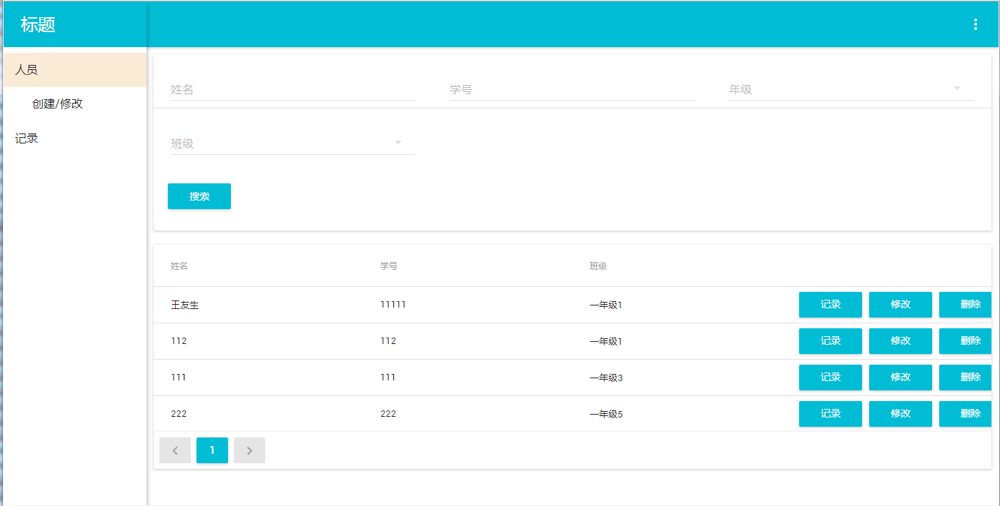 标题
人员
创建/修改
记录
姓名 学号 年级
班级
搜索
姓名 学号 班级
王友生 11111 一年级1 记录 修改 删除
112 112 一年级1 记录 修改 删除
111 111 一年级3 记录 修改 删除
222 222 一年级5 记录 修改 删除
1